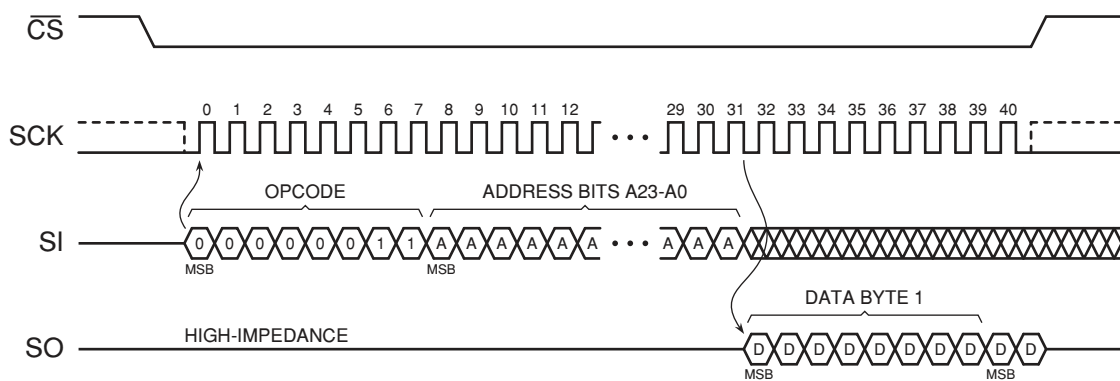 CS
0 1 2 3 4 5 6 7 8 9 10 11 12 29 30 31 32 33 34 35 36 37 38 39 40
SCK
OPCODE ADDRESS BITS A23-A0
SI 0 0 0 0 0 0 1 1 A A A A A A A A A
MSB MSB
DATA BYTE 1
HIGH-IMPEDANCE
SO D D D D D D D D D D
MSB MSB